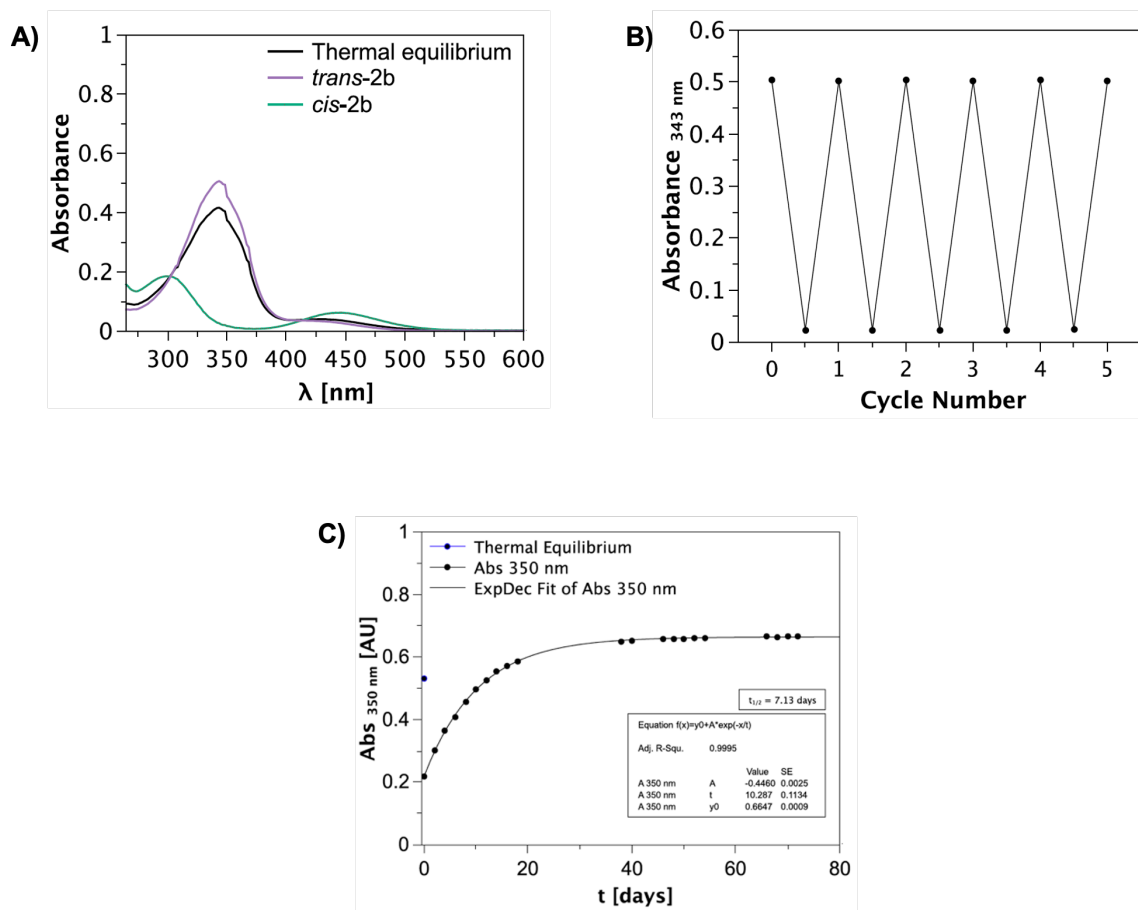 A)
1
0.8
0.6
0.4
0.2
0
Absorbance
Thermal equilibrium
trans-2b
cis-2b
300 350 400 450 500 550 600
λ [nm]
B)
0.6
0.5
0.4
0.3
0.2
0.1
0
Absorbance 343 nm
0 1 2 3 4 5
Cycle Number
C)
1
0.8
0.6
0.4
0.2
0
Abs 350 nm [AU]
Thermal Equilibrium
Abs 350 nm
ExpDec Fit of Abs 350 nm
t1/2 = 7.13 days
Equation f(x)=y0+A*exp(-x/t)
Adj. R-Squ. 0.9995
Value SE
A 350 nm A -0.4460 0.0025
A 350 nm t 10.287 0.1134
A 350 nm y0 0.6647 0.0009
0 20 40 60 80
t [days]